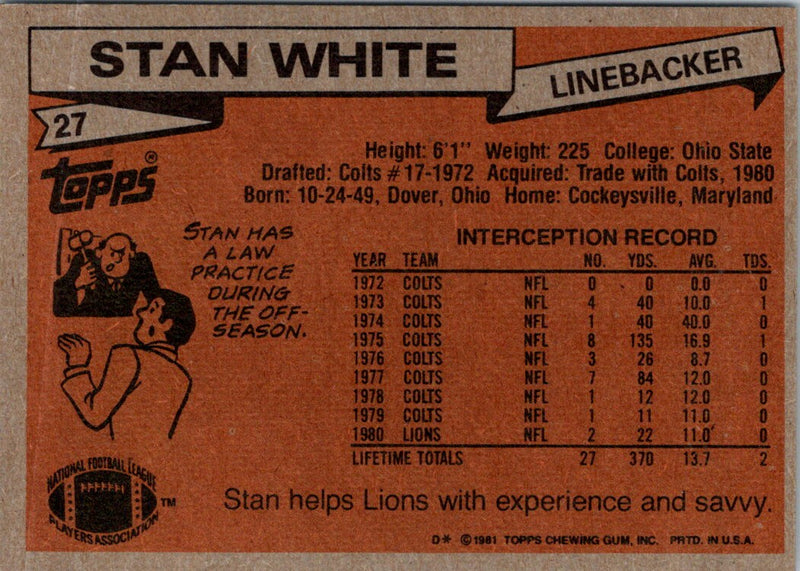 STAN WHITE
LINEBACKER
27
topps®
Height: 6'1" Weight: 225 College: Ohio State
Drafted: Colts #17-1972 Acquired: Trade with Colts, 1980
Born: 10-24-49, Dover, Ohio Home: Cockeysville, Maryland
STAN HAS
A LAW
PRACTICE
DURING
THE OFF-
SEASON.
INTERCEPTION RECORD
YEAR TEAM NO. YDS. AVG. TDS.
1972 COLTS NFL 0 0 0.0 0
1973 COLTS NFL 4 40 10.0 1
1974 COLTS NFL 1 40 40.0 0
1975 COLTS NFL 8 135 16.9 1
1976 COLTS NFL 3 26 8.7 0
1977 COLTS NFL 7 84 12.0 0
1978 COLTS NFL 1 12 12.0 0
1979 COLTS NFL 1 11 11.0 0
1980 LIONS NFL 2 22 11.0 0
LIFETIME TOTALS 27 370 13.7 2
NATIONAL FOOTBALL LEAGUE
PLAYERS ASSOCIATION
TM
Stan helps Lions with experience and savvy.
D* ©1981 TOPPS CHEWING GUM, INC. PRTD. IN U.S.A.